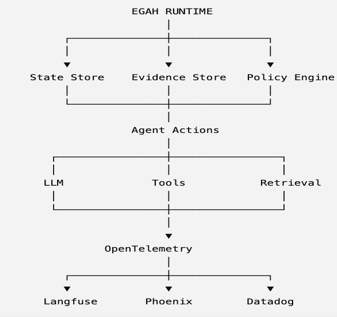 EGAH RUNTIME
State Store Evidence Store Policy Engine
Agent Actions
LLM Tools Retrieval
OpenTelemetry
Langfuse Phoenix Datadog